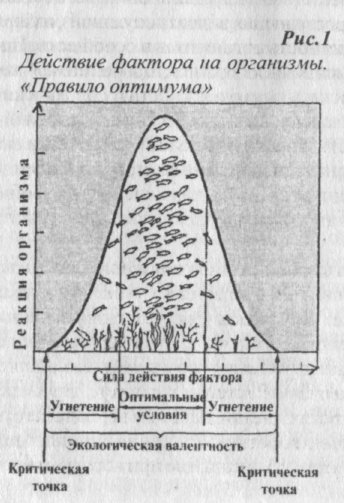 Рис.1
Действие фактора на организмы.
«Правило оптимума»
Реакция организма
Сила действия фактора
Угнетение
Оптимальные
условия
Угнетение
Экологическая валентность
Критическая
точка
Критическая
точка